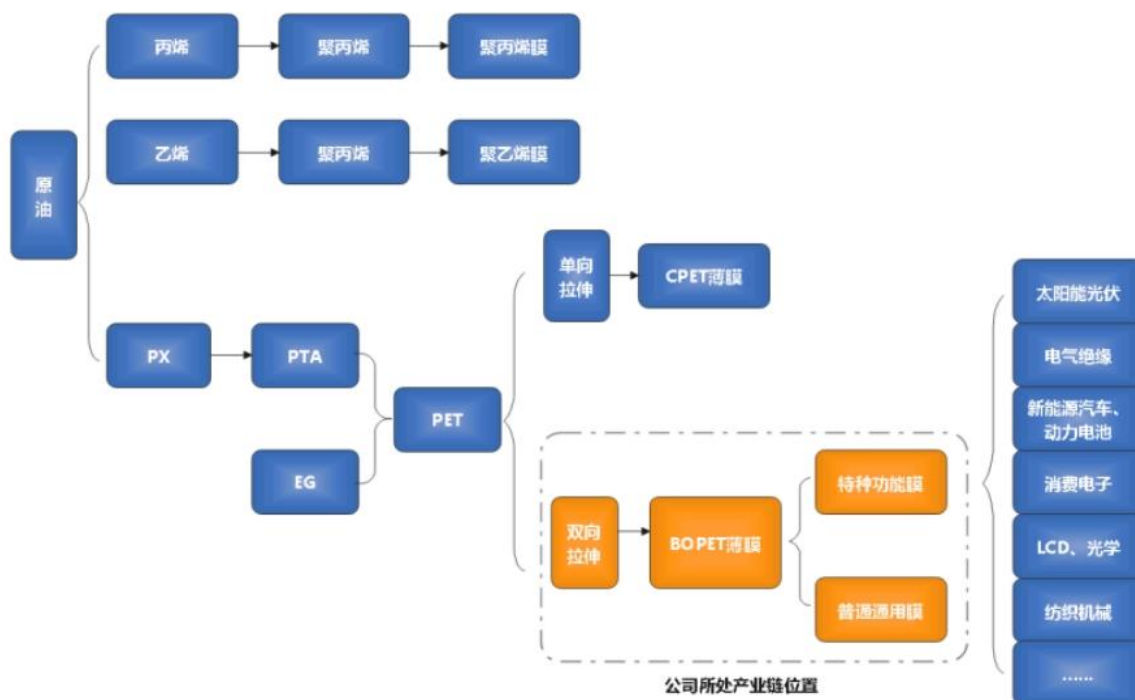 丙烯
聚丙烯
聚丙烯膜
乙烯
聚丙烯
聚乙烯膜
原
油
PX
PTA
EG
PET
单向
拉伸
CPET薄膜
双向
拉伸
BOPET薄膜
特种功能膜
普通通用膜
公司所处产业链位置
太阳能光伏
电气绝缘
新能源汽车、
动力电池
消费电子
LCD、光学
纺织机械
……